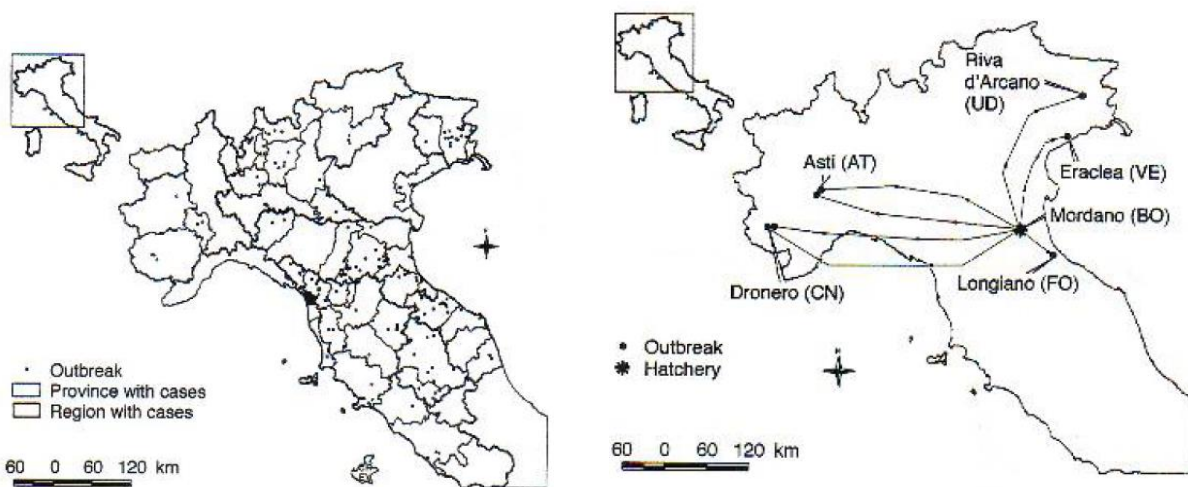 Outbreak
Province with cases
Region with cases
60 0 60 120 km
Riva
d'Arcano
(UD)
Asti (AT)
Eraclea (VE)
Mordano (BO)
Dronero (CN)
Longiano (FO)
Outbreak
Hatchery
60 0 60 120 km